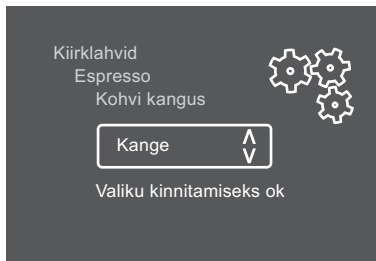 Kiirklahvid
Espresso
Kohvi kangus
Kange
Valiku kinnitamiseks ok